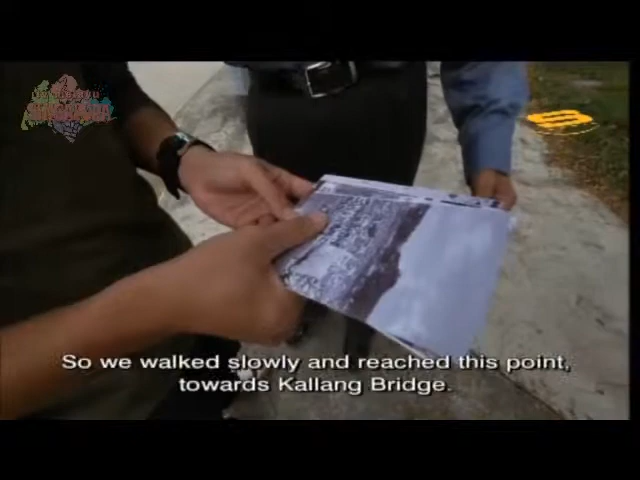 So we walked slowly and reached this point,
towards Kallang Bridge.